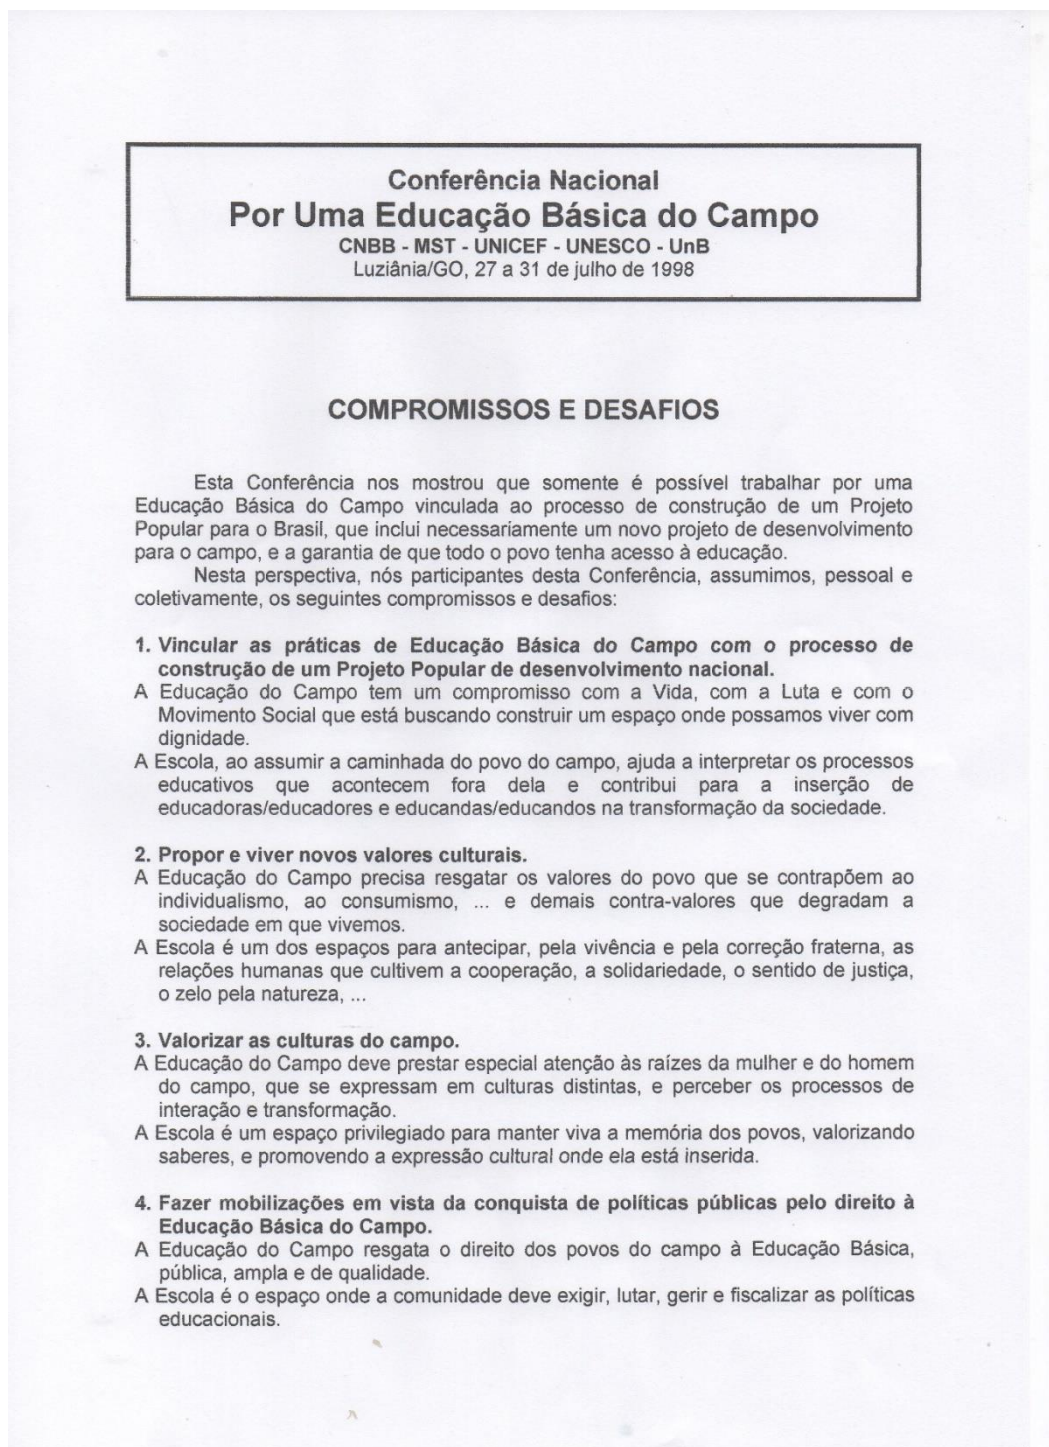 Conferência Nacional
Por Uma Educação Básica do Campo
CNBB - MST - UNICEF - UNESCO - UnB
Luziânia/GO, 27 a 31 de julho de 1998
COMPROMISSOS E DESAFIOS
Esta Conferência nos mostrou que somente é possível trabalhar por uma
Educação Básica do Campo vinculada ao processo de construção de um Projeto
Popular para o Brasil, que inclui necessariamente um novo projeto de desenvolvimento
para o campo, e a garantia de que todo o povo tenha acesso à educação.
Nesta perspectiva, nós participantes desta Conferência, assumimos, pessoal e
coletivamente, os seguintes compromissos e desafios:
1. Vincular as práticas de Educação Básica do Campo com o processo de
construção de um Projeto Popular de desenvolvimento nacional.
A Educação do Campo tem um compromisso com a Vida, com a Luta e com o
Movimento Social que está buscando construir um espaço onde possamos viver com
dignidade.
A Escola, ao assumir a caminhada do povo do campo, ajuda a interpretar os processos
educativos que acontecem fora dela e contribui para a inserção de
educadoras/educadores e educandas/educandos na transformação da sociedade.
2. Propor e viver novos valores culturais.
A Educação do Campo precisa resgatar os valores do povo que se contrapõem ao
individualismo, ao consumismo, ... e demais contra-valores que degradam a
sociedade em que vivemos.
A Escola é um dos espaços para antecipar, pela vivência e pela correção fraterna, as
relações humanas que cultivem a cooperação, a solidariedade, o sentido de justiça,
o zelo pela natureza, ...
3. Valorizar as culturas do campo.
A Educação do Campo deve prestar especial atenção às raízes da mulher e do homem
do campo, que se expressam em culturas distintas, e perceber os processos de
interação e transformação.
A Escola é um espaço privilegiado para manter viva a memória dos povos, valorizando
saberes, e promovendo a expressão cultural onde ela está inserida.
4. Fazer mobilizações em vista da conquista de políticas públicas pelo direito à
Educação Básica do Campo.
A Educação do Campo resgata o direito dos povos do campo à Educação Básica,
pública, ampla e de qualidade.
A Escola é o espaço onde a comunidade deve exigir, lutar, gerir e fiscalizar as políticas
educacionais.